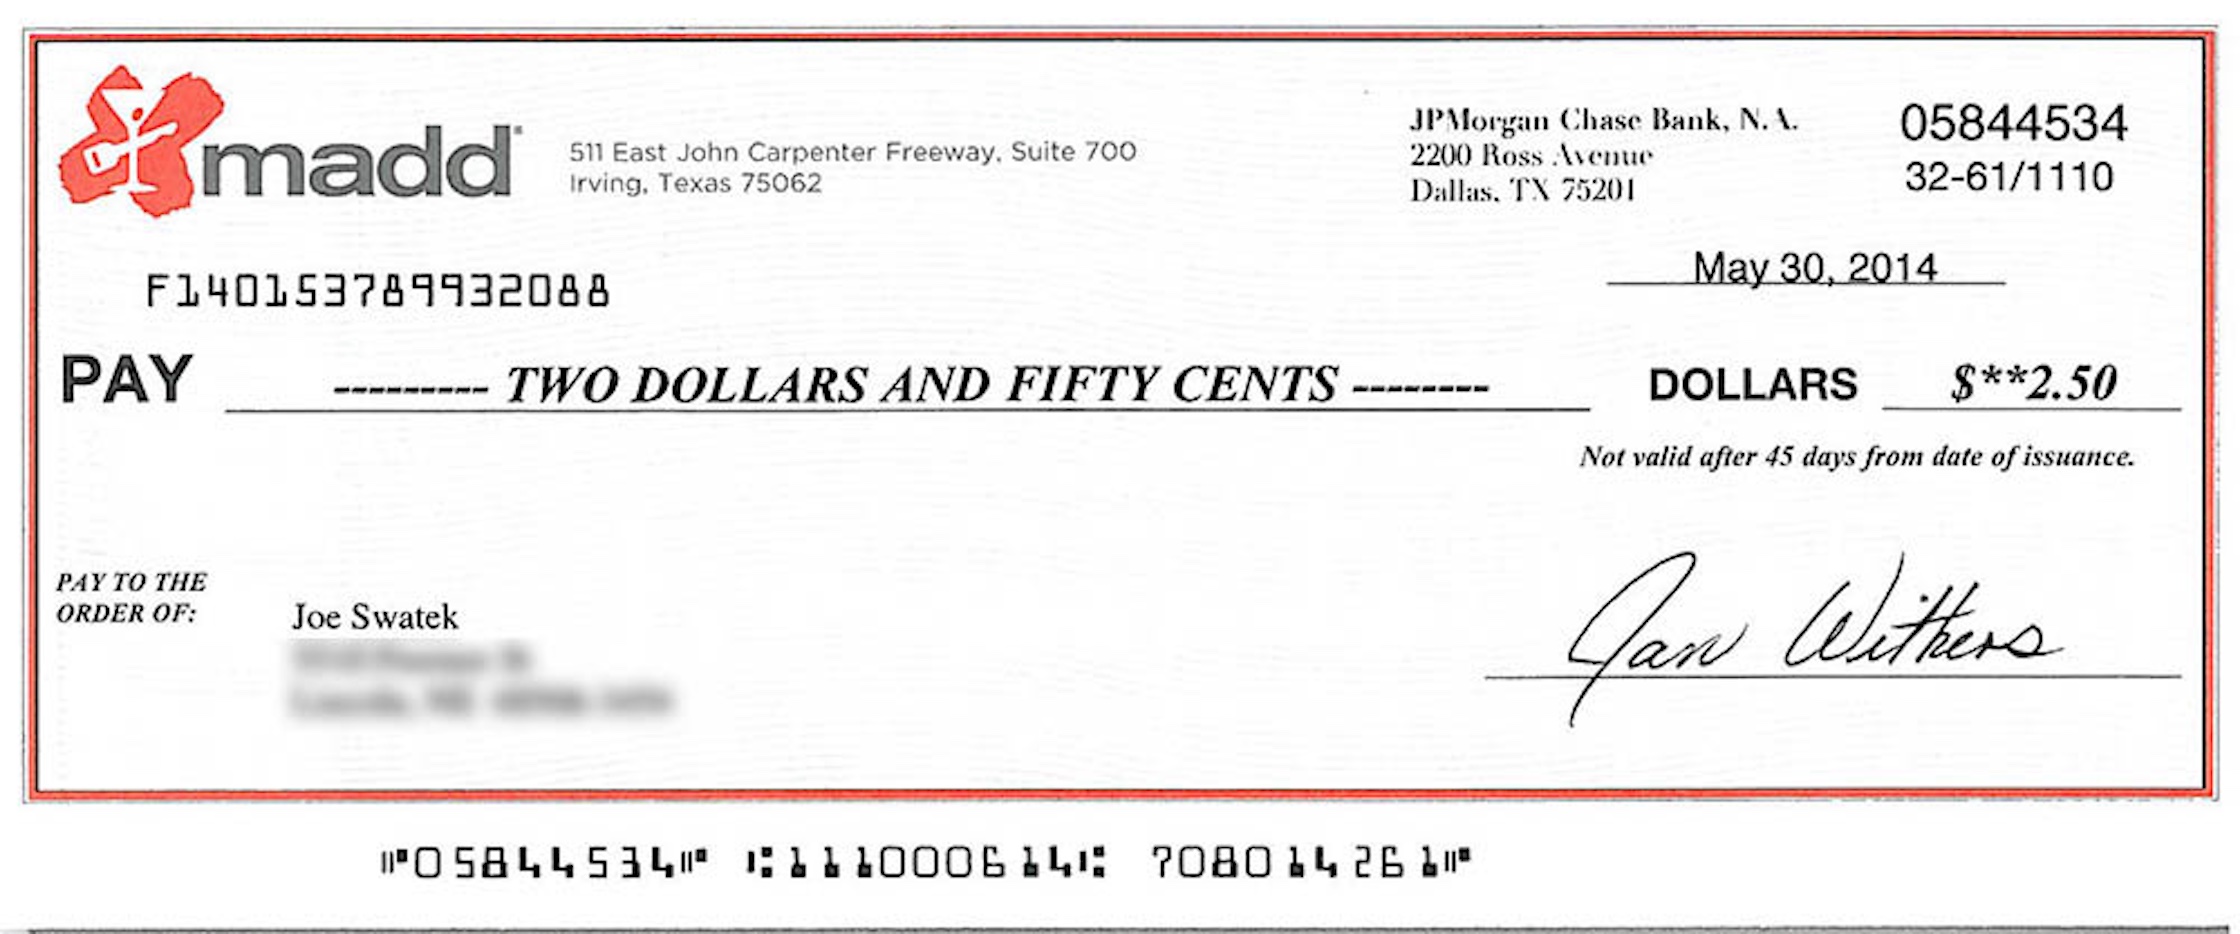 madd
511 East John Carpenter Freeway, Suite 700
Irving, Texas 75062
JPMorgan Chase Bank, N.A.
2200 Ross Avenue
Dallas, TX 75201
05844534
32-61/1110
F140153789932088
May 30, 2014
PAY --------- TWO DOLLARS AND FIFTY CENTS -------- DOLLARS $**2.50
Not valid after 45 days from date of issuance.
PAY TO THE
ORDER OF:
Joe Swatek
Jan Withers
⑈05844534⑈ ⑆111000614⑆ 708014261⑈